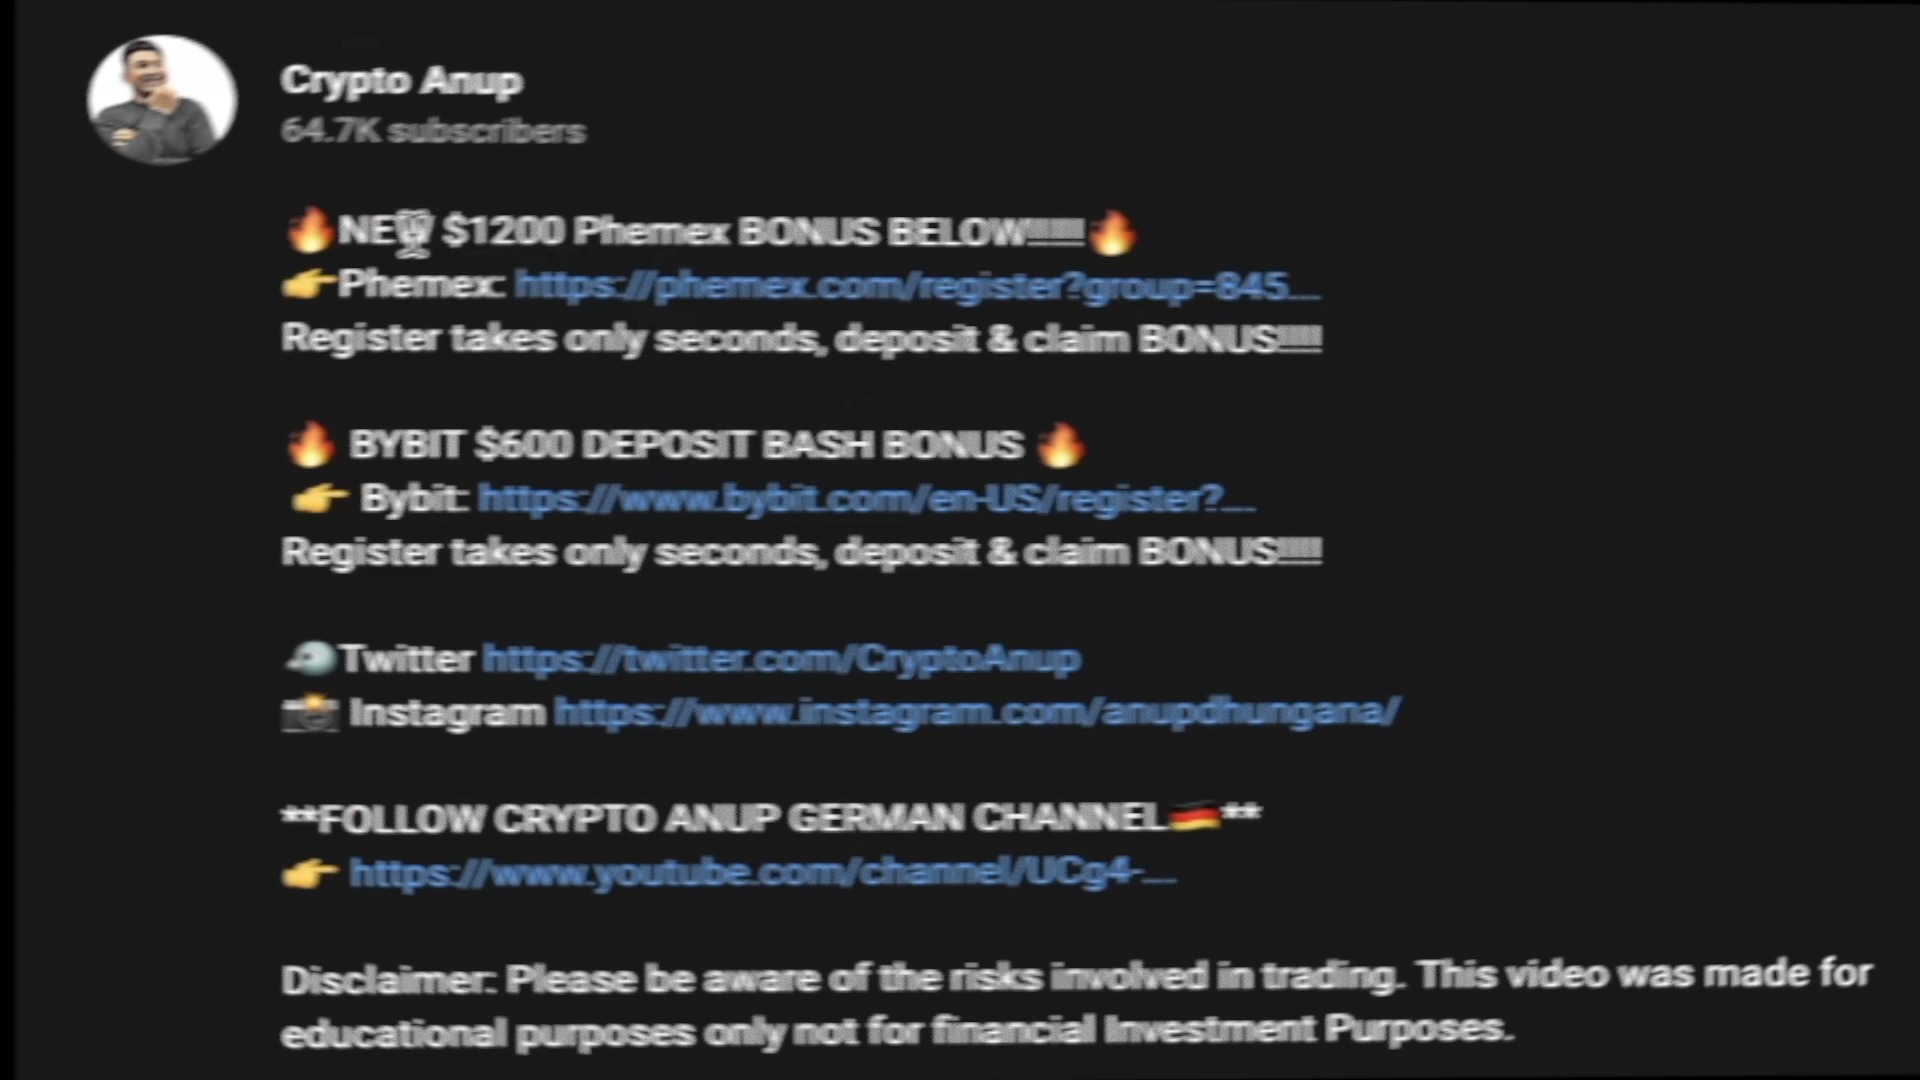 Crypto Anup
64.7K subscribers
🔥NEW $1200 Phemex BONUS BELOW!!!!!!🔥
👉Phemex: https://phemex.com/register?group=845...
Register takes only seconds, deposit & claim BONUS!!!!
🔥 BYBIT $600 DEPOSIT BASH BONUS 🔥
👉 Bybit: https://www.bybit.com/en-US/register?...
Register takes only seconds, deposit & claim BONUS!!!!
Twitter https://twitter.com/CryptoAnup
📸 Instagram https://www.instagram.com/anupdhungana/
**FOLLOW CRYPTO ANUP GERMAN CHANNEL🇩🇪**
👉 https://www.youtube.com/channel/UCg4-...
Disclaimer: Please be aware of the risks involved in trading. This video was made for
educational purposes only not for financial Investment Purposes.